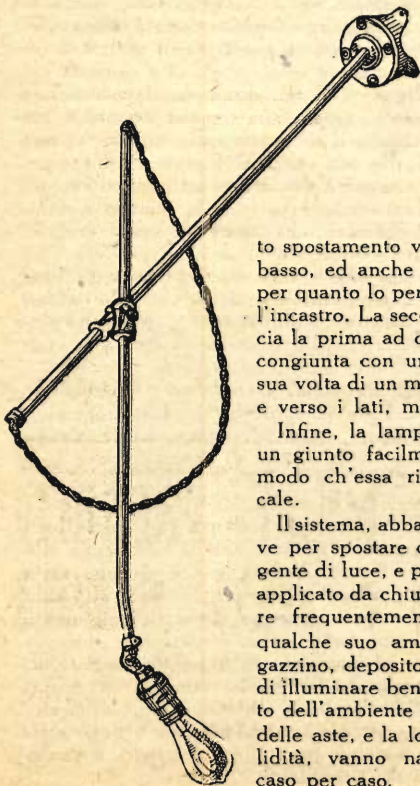 to spostamento v
basso, ed anche
per quanto lo per
l'incastro. La sec
cia la prima ad
congiunta con u
sua volta di un m
e verso i lati, m
Infine, la lamp
un giunto facilm
modo ch'essa ri
cale.
Il sistema, abba
ve per spostare
gente di luce, e p
applicato da chiu
re frequentemen
qualche suo am
gazzino, deposito
di illuminare ben
to dell'ambiente
delle aste, e la lo
lidità, vanno na
caso per caso.